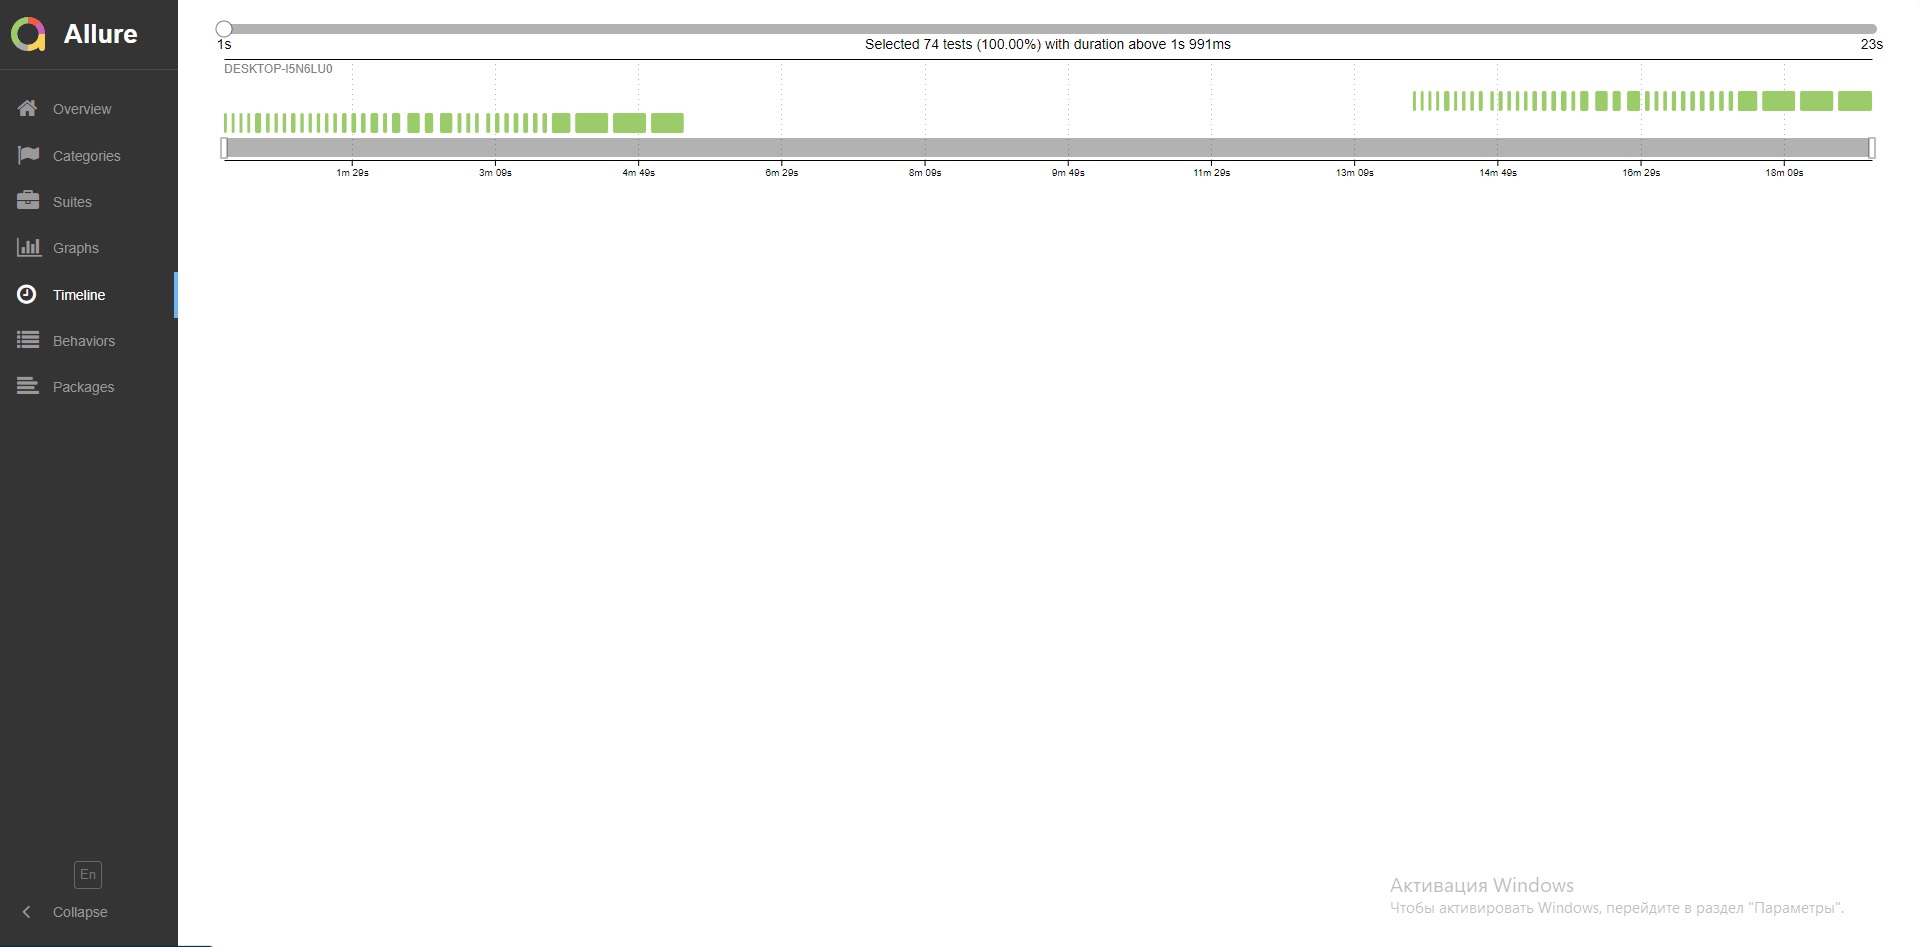 Allure
Overview
Categories
Suites
Graphs
Timeline
Behaviors
Packages
En
Collapse
1s
Selected 74 tests (100.00%) with duration above 1s 991ms
23s
DESKTOP-I5N6LU0
1m 29s
3m 09s
4m 49s
6m 29s
8m 09s
9m 49s
11m 29s
13m 09s
14m 49s
16m 29s
18m 09s
Активация Windows
Чтобы активировать Windows, перейдите в раздел "Параметры".